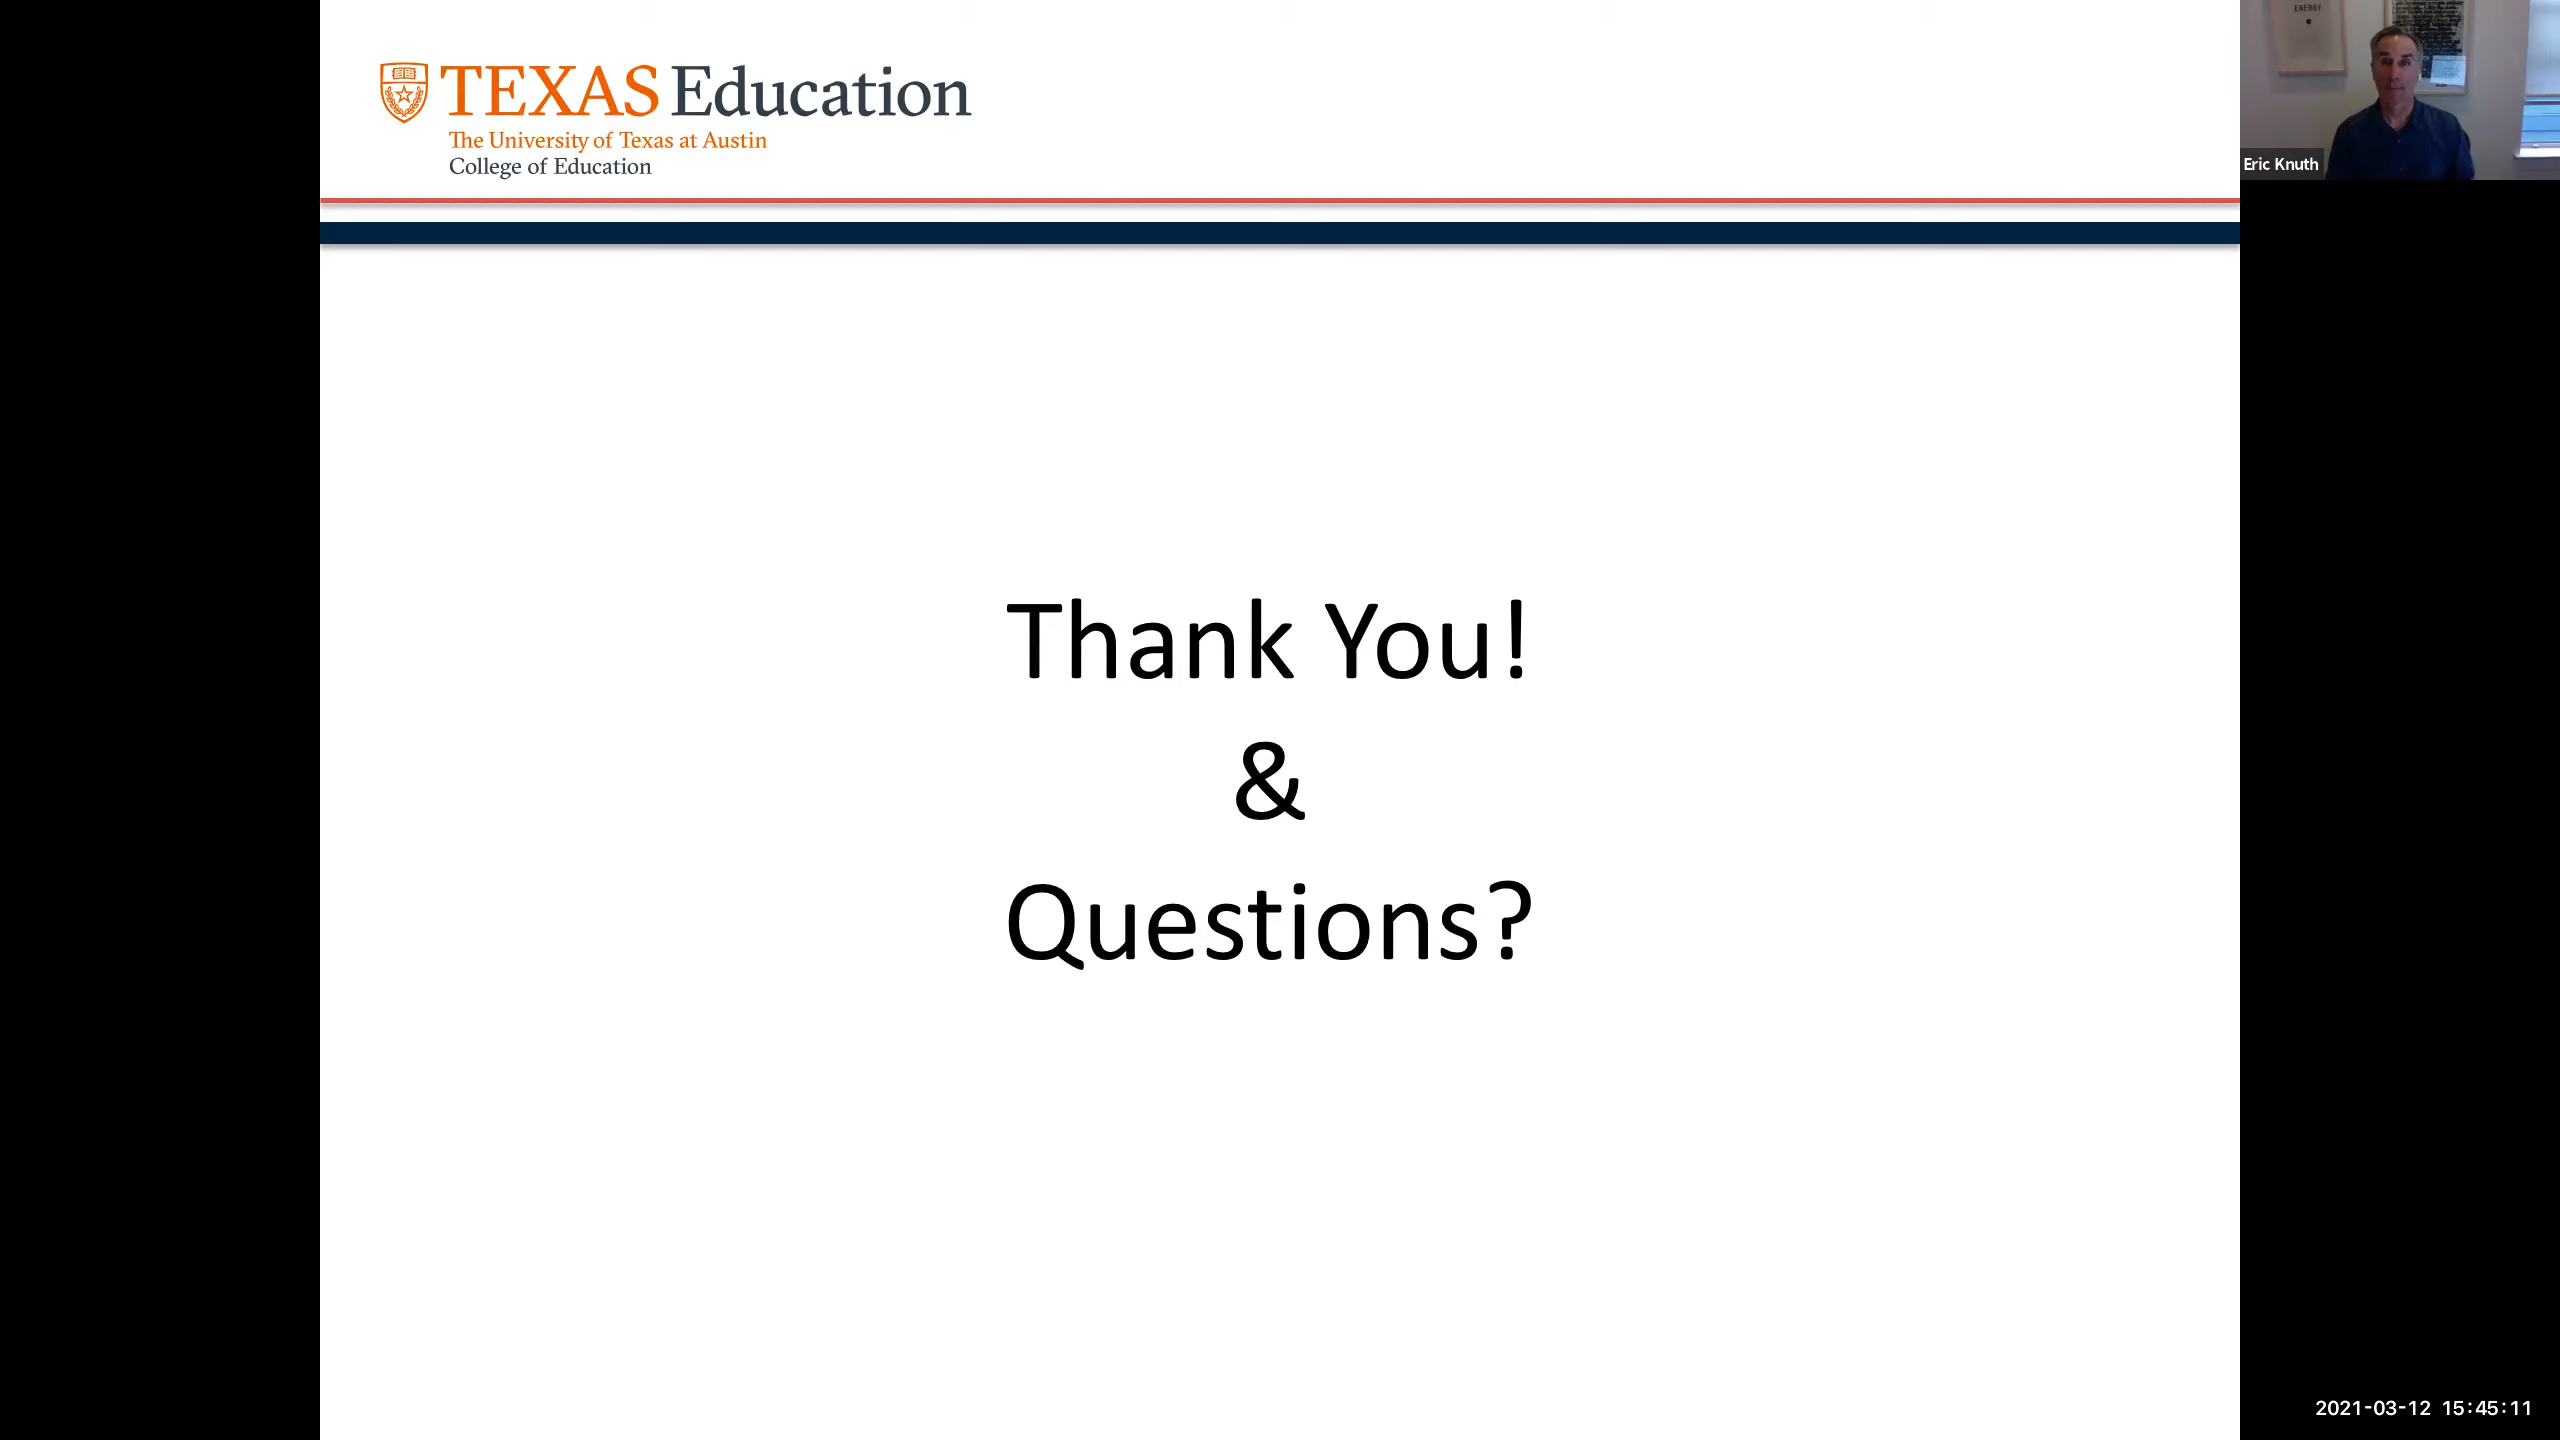 TEXAS Education
The University of Texas at Austin
College of Education
ENERGY
Eric Knuth
Thank You!
&
Questions?
2021-03-12 15:45:11